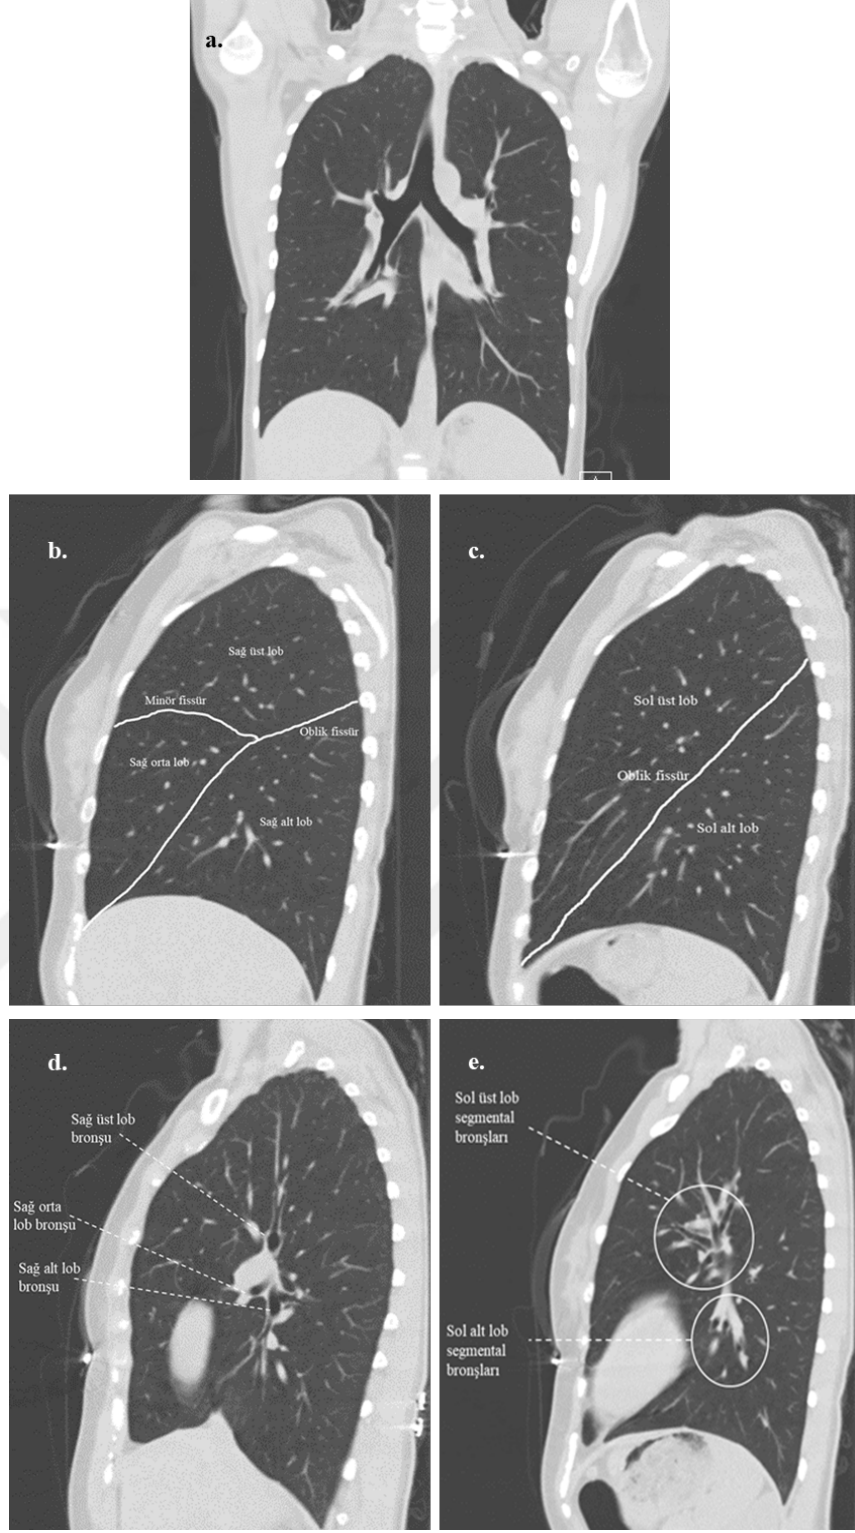 a.
b.
Sağ üst lob
Minör fissür
Oblik fissür
Sağ orta lob
Sağ alt lob
c.
Sol üst lob
Oblik fissür
Sol alt lob
d.
Sağ üst lob
bronşu
Sağ orta
lob bronşu
Sağ alt lob
bronşu
e.
Sol üst lob
segmental
bronşları
Sol alt lob
segmental
bronşları